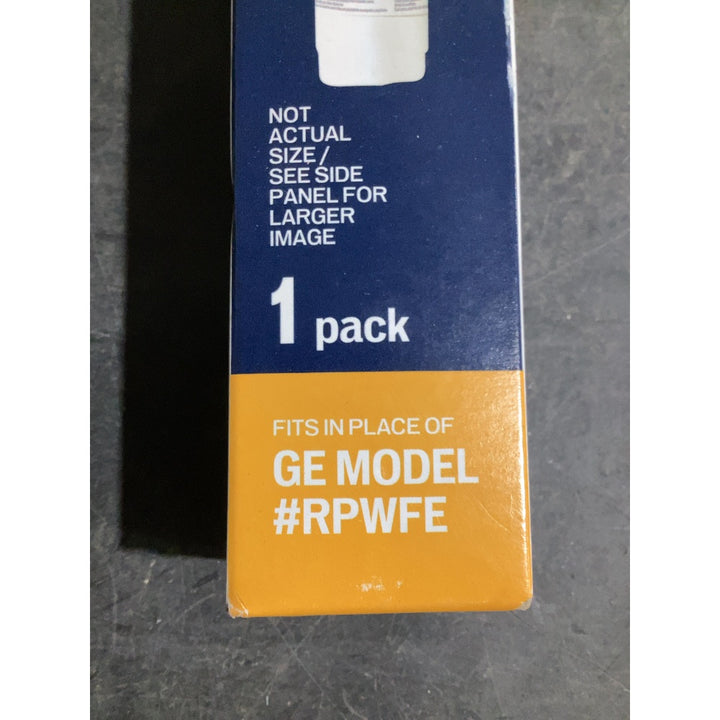 NOT
ACTUAL
SIZE /
SEE SIDE
PANEL FOR
LARGER
IMAGE
1 pack
FITS IN PLACE OF
GE MODEL
#RPWFE